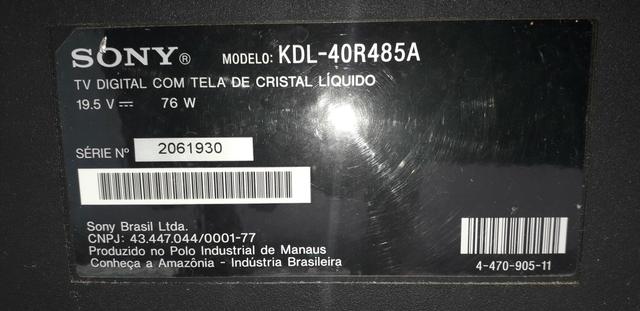 SONY® MODELO: KDL-40R485A
TV DIGITAL COM TELA DE CRISTAL LÍQUIDO
19.5 V ⎓ 76 W
SÉRIE Nº 2061930
Sony Brasil Ltda.
CNPJ: 43.447.044/0001-77
Produzido no Polo Industrial de Manaus
Conheça a Amazônia - Indústria Brasileira
4-470-905-11